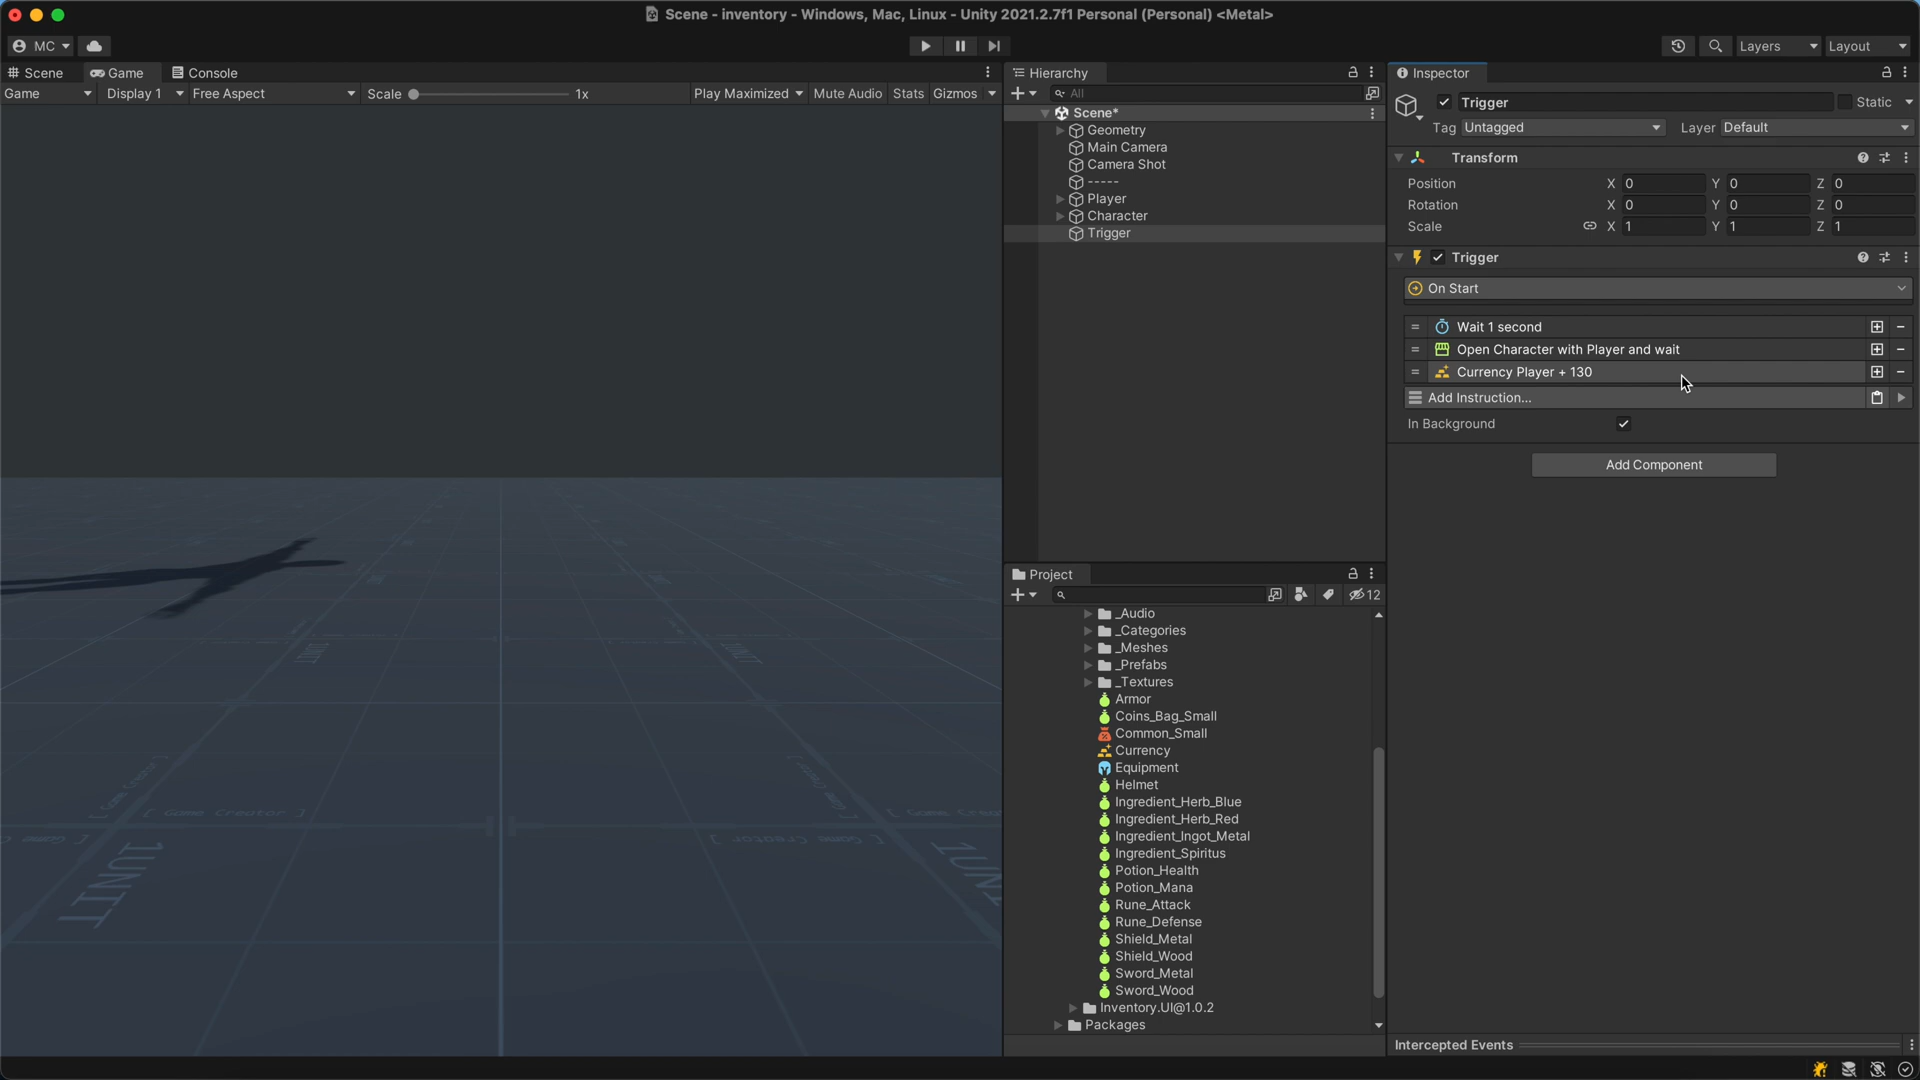 Scene - inventory - Windows, Mac, Linux - Unity 2021.2.7f1 Personal (Personal) <Metal>
MC
Layers
Layout
Scene
Game
Console
Game
Display 1
Free Aspect
Scale
1x
Play Maximized
Mute Audio
Stats
Gizmos
1UNIT
[ Game Creator ]
Hierarchy
All
Scene*
Geometry
Main Camera
Camera Shot
-----
Player
Character
Trigger
Project
12
_Audio
_Categories
_Meshes
_Prefabs
_Textures
Armor
Coins_Bag_Small
Common_Small
Currency
Equipment
Helmet
Ingredient_Herb_Blue
Ingredient_Herb_Red
Ingredient_Ingot_Metal
Ingredient_Spiritus
Potion_Health
Potion_Mana
Rune_Attack
Rune_Defense
Shield_Metal
Shield_Wood
Sword_Metal
Sword_Wood
Inventory.UI@1.0.2
Packages
Inspector
Trigger
Static
Tag Untagged
Layer Default
Transform
Position X 0 Y 0 Z 0
Rotation X 0 Y 0 Z 0
Scale X 1 Y 1 Z 1
Trigger
On Start
Wait 1 second
Open Character with Player and wait
Currency Player + 130
Add Instruction...
In Background
Add Component
Intercepted Events